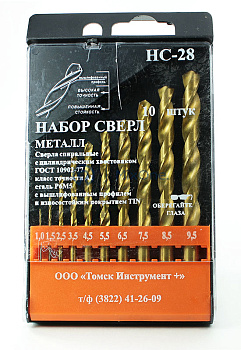 НС-28
вышлифованный профиль
ВЫСОКАЯ
ТОЧНОСТЬ
ПОВЫШЕННАЯ
СТОЙКОСТЬ
10 штук
НАБОР СВЕРЛ
МЕТАЛЛ
Сверла спиральные
с цилиндрическим хвостовиком
ГОСТ 10902-77
класс точности
сталь Р6М5
с вышлифованным профилем
и износостойким покрытием TIN
ОБЕРЕГАЙТЕ
ГЛАЗА
1,0 1,5 2,5 3,5 4,5 5,5 6,5 7,5 8,5 9,5
ООО «Томск Инструмент +»
т/ф (3822) 41-26-09